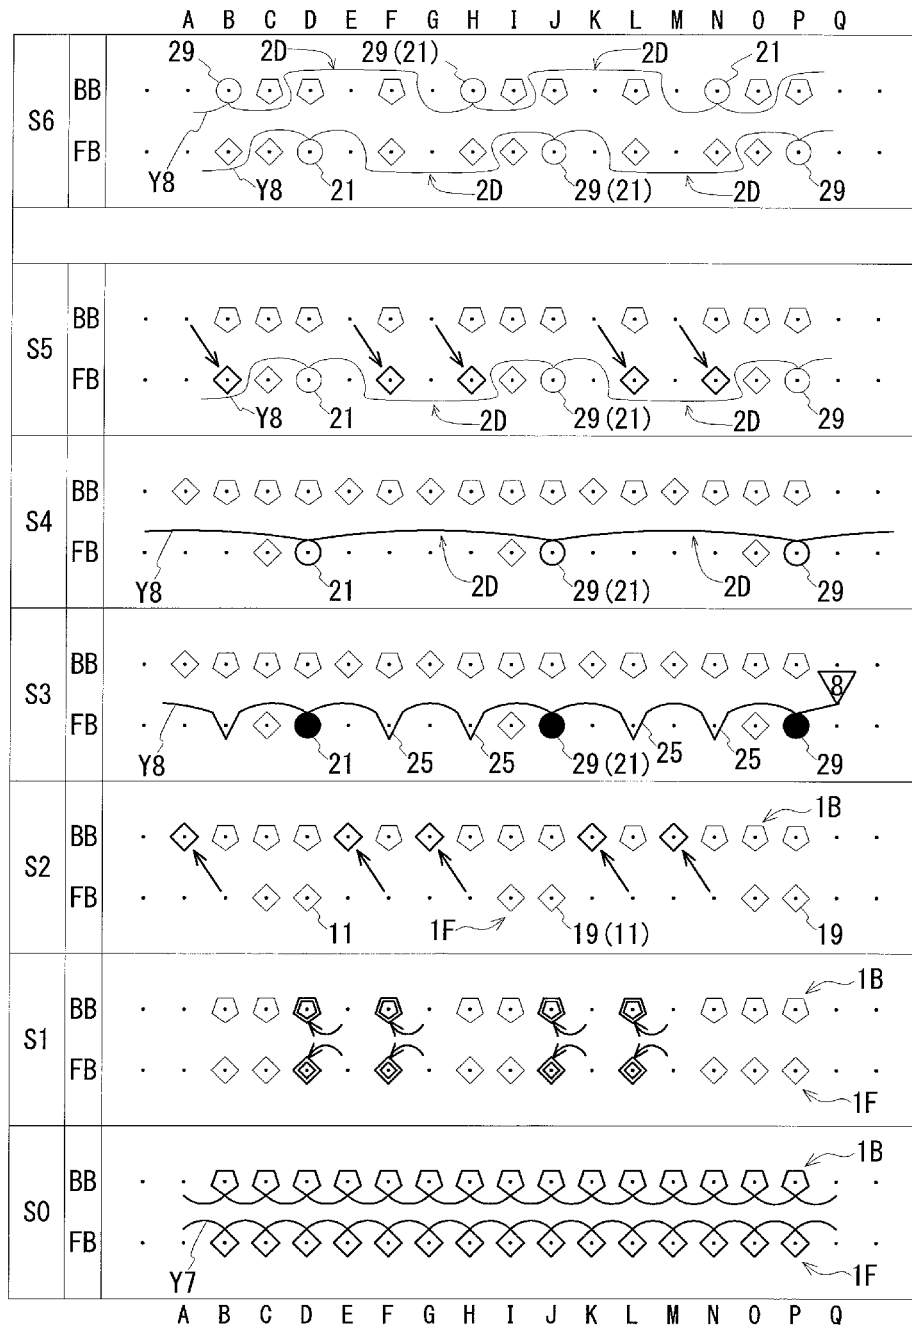 A B C D E F G H I J K L M N O P Q
29 2D 29(21) 2D 21
S6 BB
FB
Y8 Y8 21 2D 29(21) 2D 29
S5 BB
FB
Y8 21 2D 29(21) 2D 29
S4 BB
FB
Y8 21 2D 29(21) 2D 29
S3 BB
8
FB
Y8 21 25 25 29(21) 25 25 29
1B
S2 BB
FB
11 1F 19(11) 19
1B
S1 BB
FB
1F
1B
S0 BB
FB
Y7 1F
A B C D E F G H I J K L M N O P Q